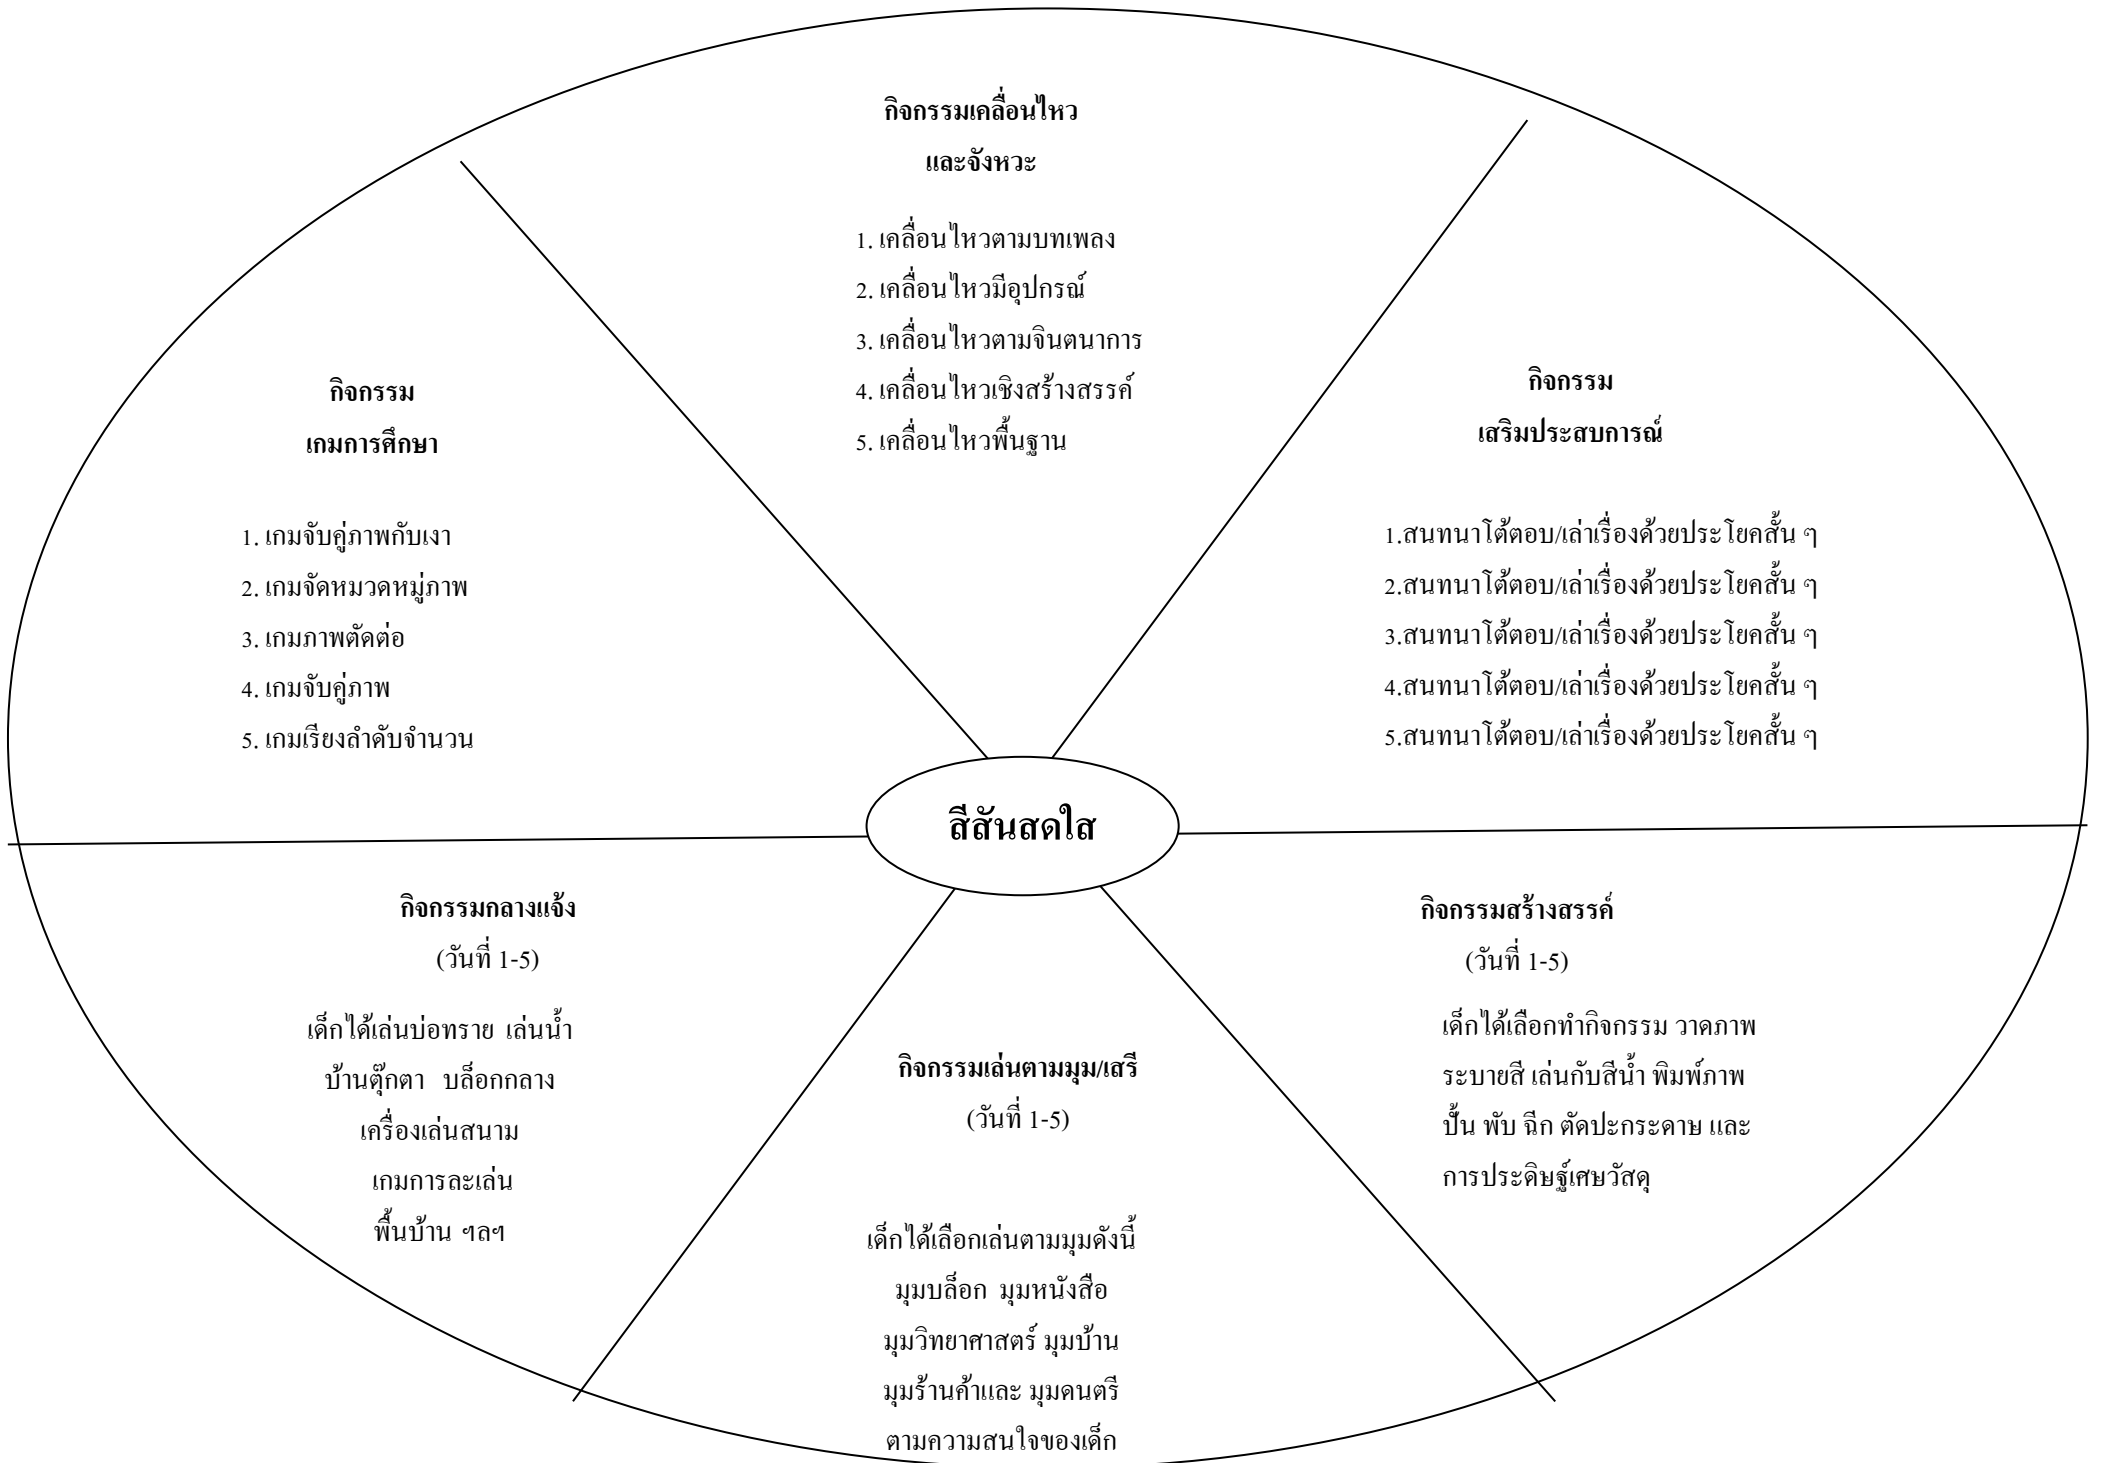 กิจกรรมเคลื่อนไหว
และจังหวะ
1. เคลื่อนไหวตามบทเพลง
2. เคลื่อนไหวมีอุปกรณ์
3. เคลื่อนไหวตามจินตนาการ
4. เคลื่อนไหวเชิงสร้างสรรค์
5. เคลื่อนไหวพื้นฐาน
กิจกรรม
เกมการศึกษา
1. เกมจับคู่ภาพกับเงา
2. เกมจัดหมวดหมู่ภาพ
3. เกมภาพตัดต่อ
4. เกมจับคู่ภาพ
5. เกมเรียงลำดับจำนวน
กิจกรรม
เสริมประสบการณ์
1.สนทนาโต้ตอบ/เล่าเรื่องด้วยประโยคสั้น ๆ
2.สนทนาโต้ตอบ/เล่าเรื่องด้วยประโยคสั้น ๆ
3.สนทนาโต้ตอบ/เล่าเรื่องด้วยประโยคสั้น ๆ
4.สนทนาโต้ตอบ/เล่าเรื่องด้วยประโยคสั้น ๆ
5.สนทนาโต้ตอบ/เล่าเรื่องด้วยประโยคสั้น ๆ
สีสันสดใส
กิจกรรมกลางแจ้ง
(วันที่ 1-5)
เด็กได้เล่นบ่อทราย เล่นน้ำ
บ้านตุ๊กตา บล็อกกลาง
เครื่องเล่นสนาม
เกมการละเล่น
พื้นบ้าน ฯลฯ
กิจกรรมเล่นตามมุม/เสรี
(วันที่ 1-5)
เด็กได้เลือกเล่นตามมุมดังนี้
มุมบล็อก มุมหนังสือ
มุมวิทยาศาสตร์ มุมบ้าน
มุมร้านค้าและ มุมดนตรี
ตามความสนใจของเด็ก
กิจกรรมสร้างสรรค์
(วันที่ 1-5)
เด็กได้เลือกทำกิจกรรม วาดภาพ
ระบายสี เล่นกับสีน้ำ พิมพ์ภาพ
ปั้น พับ ฉีก ตัดปะกระดาษ และ
การประดิษฐ์เศษวัสดุ